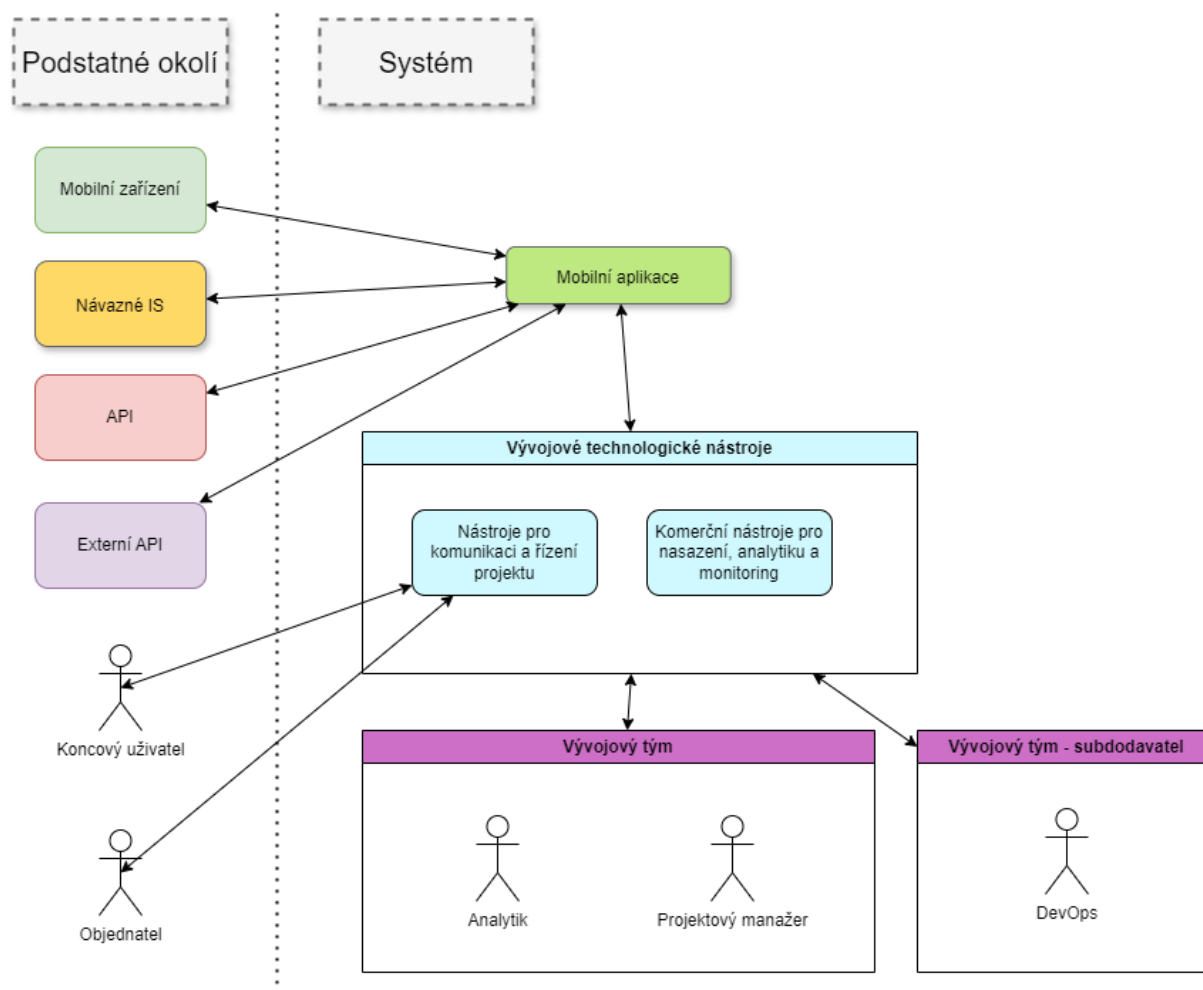 Podstatné okolí
Systém
Mobilní zařízení
Mobilní aplikace
Návazné IS
API
Externí API
Vývojové technologické nástroje
Nástroje pro
komunikaci a řízení
projektu
Komerční nástroje pro
nasazení, analytiku a
monitoring
Koncový uživatel
Objednatel
Vývojový tým
Analytik
Projektový manažer
Vývojový tým - subdodavatel
DevOps